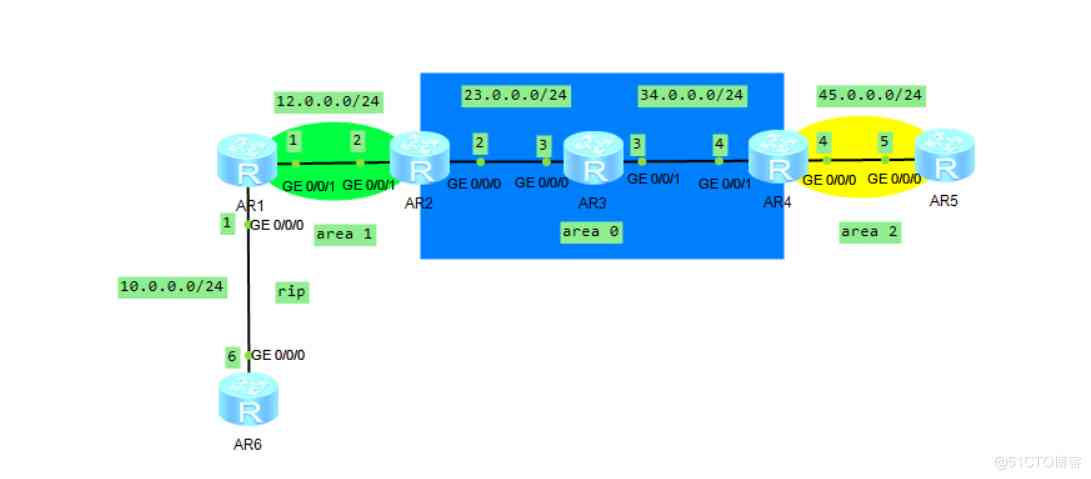 12.0.0.0/24
23.0.0.0/24
34.0.0.0/24
45.0.0.0/24
1
2
2
3
3
4
4
5
R
R
R
R
R
GE 0/0/1
GE 0/0/1
GE 0/0/0
GE 0/0/0
GE 0/0/1
GE 0/0/1
GE 0/0/0
GE 0/0/0
AR1
AR2
AR3
AR4
AR5
1
GE 0/0/0
area 1
area 0
area 2
10.0.0.0/24
rip
6
GE 0/0/0
R
AR6
@51CTO博客